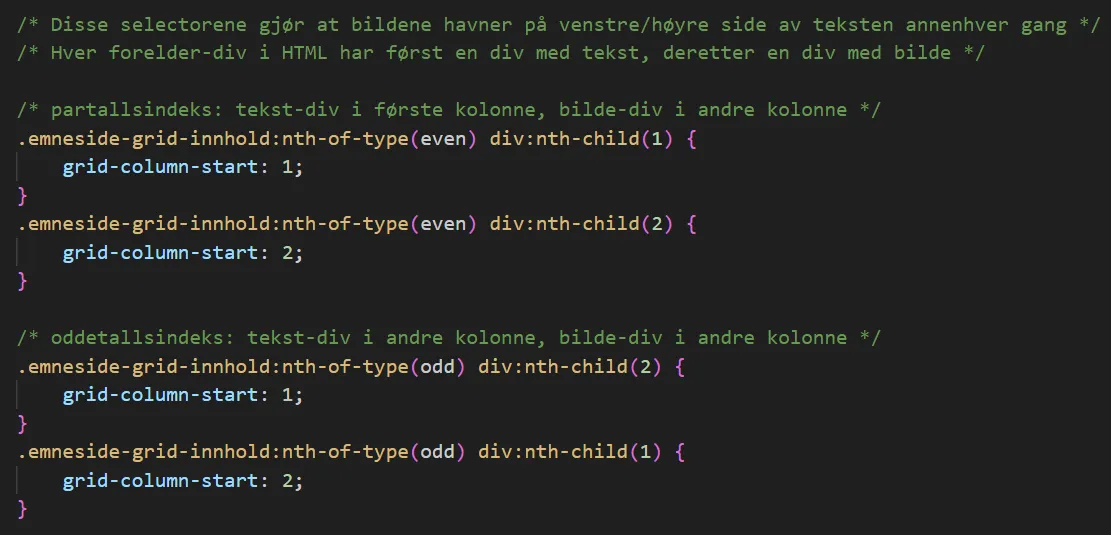 /* Disse selectorene gjør at bildene havner på venstre/høyre side av teksten annenhver gang */
/* Hver forelder-div i HTML har først en div med tekst, deretter en div med bilde */
/* partallsindeks: tekst-div i første kolonne, bilde-div i andre kolonne */
.emneside-grid-innhold:nth-of-type(even) div:nth-child(1) {
    grid-column-start: 1;
}
.emneside-grid-innhold:nth-of-type(even) div:nth-child(2) {
    grid-column-start: 2;
}
/* oddetallsindeks: tekst-div i andre kolonne, bilde-div i andre kolonne */
.emneside-grid-innhold:nth-of-type(odd) div:nth-child(2) {
    grid-column-start: 1;
}
.emneside-grid-innhold:nth-of-type(odd) div:nth-child(1) {
    grid-column-start: 2;
}